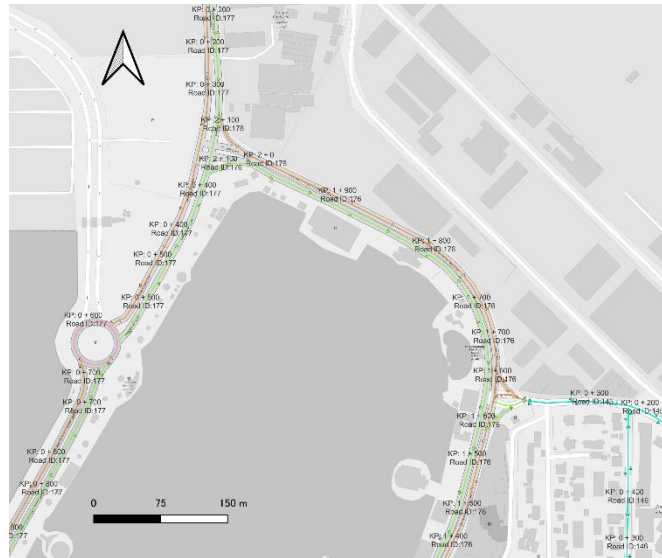 KP: 0 + 200
Road ID:177
KP: 0 + 200
Road ID:177
KP: 0 + 300
Road ID:177
KP: 2 + 100
Road ID:176
KP: 2 + 100
Road ID:176
KP: 2 + 0
Road ID:176
KP: 0 + 400
Road ID:177
KP: 1 + 900
Road ID:176
KP: 0 + 400
Road ID:177
KP: 1 + 800
Road ID:176
KP: 0 + 500
Road ID:177
KP: 0 + 500
Road ID:177
KP: 1 + 700
Road ID:176
KP: 0 + 600
Road ID:177
KP: 1 + 700
Road ID:176
KP: 0 + 700
Road ID:177
KP: 1 + 600
Road ID:176
KP: 0 + 300
Road ID:146
KP: 0 + 700
Road ID:177
KP: 0 + 200
Road ID:146
KP: 1 + 600
Road ID:176
KP: 0 + 800
Road ID:177
KP: 1 + 500
Road ID:176
KP: 0 + 800
Road ID:177
KP: 0 + 400
Road ID:146
0 75 150 m
KP: 1 + 500
Road ID:176
800
177
KP: 1 + 400
Road ID:176
KP: 0 + 300
Road ID:146